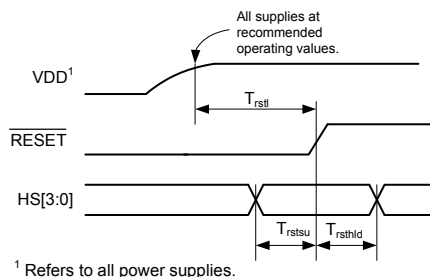 All supplies at
recommended
operating values.
VDD¹
Trstl
RESET
HS[3:0]
Trstsu
Trsthld
¹ Refers to all power supplies.